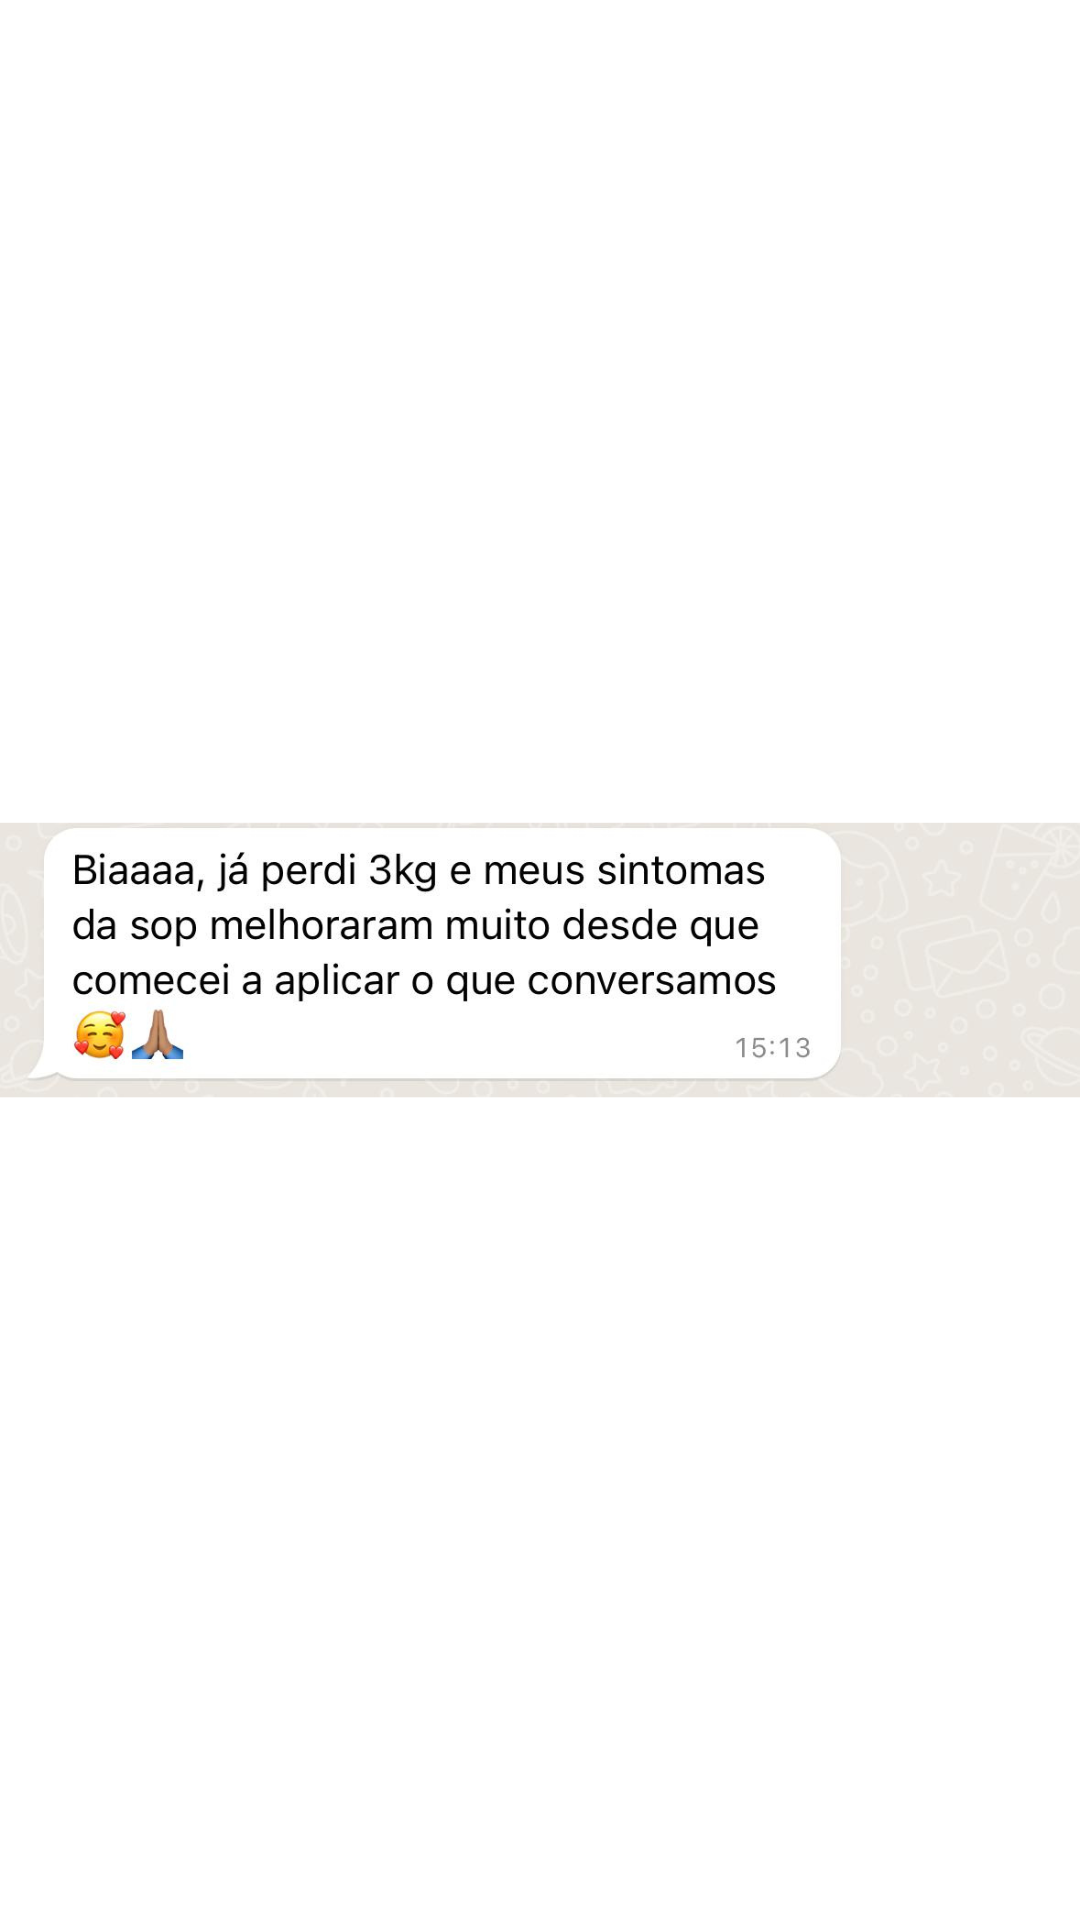 Biaaaa, já perdi 3kg e meus sintomas
da sop melhoraram muito desde que
comecei a aplicar o que conversamos
🥰🙏🏽
15:13